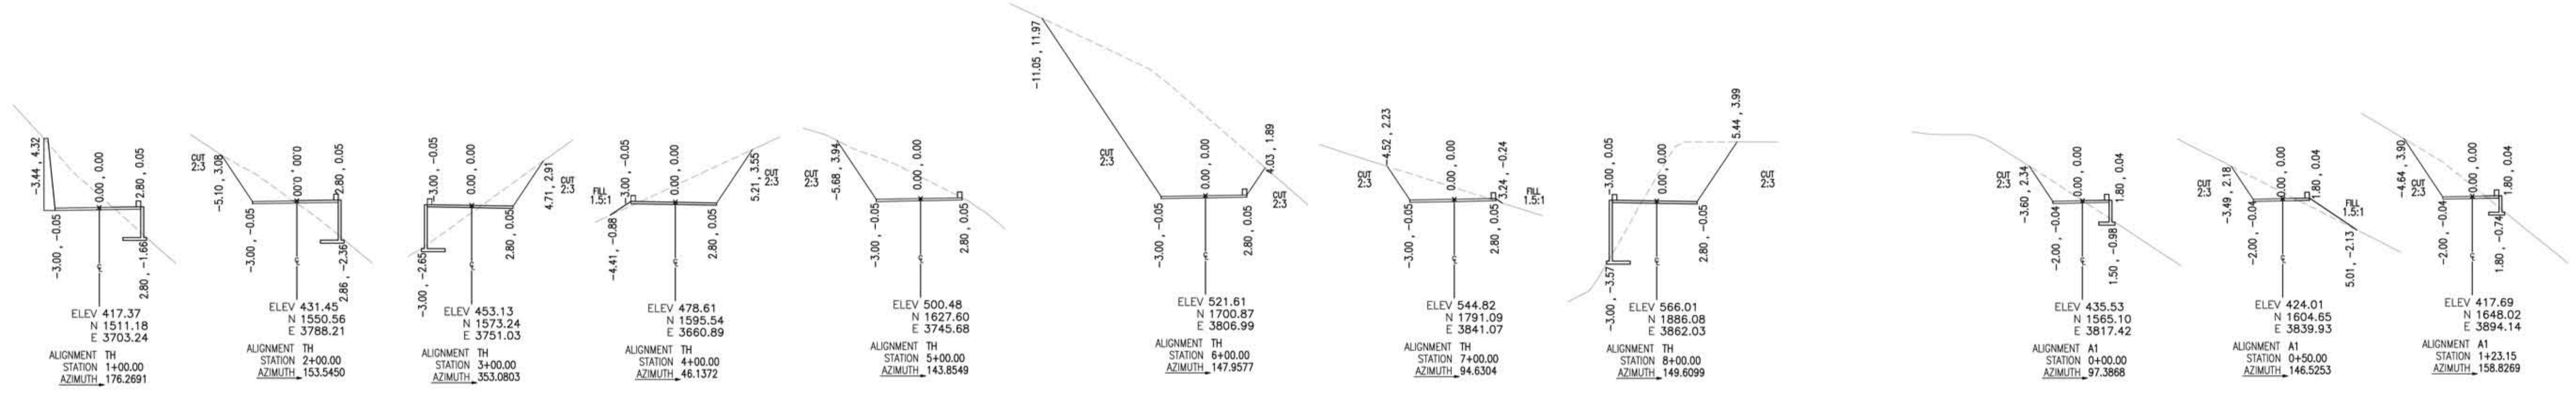 -3.44 , 4.32
0.00 , 0.00
2.80 , 0.05
-3.00 , -0.05
2.80 , -1.66
℄
ELEV 417.37
N 1511.18
E 3703.24
ALIGNMENT TH
STATION 1+00.00
AZIMUTH 176.2691
CUT
2:3
-5.10 , 3.08
0.00 , 0.00
2.80 , 0.05
-3.00 , -0.05
2.86 , -2.36
℄
ELEV 431.45
N 1550.56
E 3788.21
ALIGNMENT TH
STATION 2+00.00
AZIMUTH 153.5450
-3.00 , -0.05
0.00 , 0.00
4.71 , 2.91
CUT
2:3
-3.00 , -2.65
2.80 , 0.05
℄
ELEV 453.13
N 1573.24
E 3751.03
ALIGNMENT TH
STATION 3+00.00
AZIMUTH 353.0803
FILL
1.5:1
-3.00 , -0.05
0.00 , 0.00
5.21 , 3.55
CUT
2:3
-4.41 , -0.88
2.80 , 0.05
℄
ELEV 478.61
N 1595.54
E 3660.89
ALIGNMENT TH
STATION 4+00.00
AZIMUTH 46.1372
CUT
2:3
-5.68 , 3.94
0.00 , 0.00
-3.00 , -0.05
2.80 , 0.05
℄
ELEV 500.48
N 1627.60
E 3745.68
ALIGNMENT TH
STATION 5+00.00
AZIMUTH 143.8549
-11.05 , 11.97
CUT
2:3
0.00 , 0.00
4.03 , 1.89
CUT
2:3
-3.00 , -0.05
2.80 , 0.05
℄
ELEV 521.61
N 1700.87
E 3806.99
ALIGNMENT TH
STATION 6+00.00
AZIMUTH 147.9577
CUT
2:3
-4.52 , 2.23
0.00 , 0.00
3.24 , -0.24
FILL
1.5:1
-3.00 , -0.05
2.80 , 0.05
℄
ELEV 544.82
N 1791.09
E 3841.07
ALIGNMENT TH
STATION 7+00.00
AZIMUTH 94.6304
-3.00 , 0.05
0.00 , 0.00
5.44 , 3.99
CUT
2:3
-3.00 , -3.57
2.80 , -0.05
℄
ELEV 566.01
N 1886.08
E 3862.03
ALIGNMENT TH
STATION 8+00.00
AZIMUTH 149.6099
CUT
2:3
-3.60 , 2.34
0.00 , 0.00
1.80 , 0.04
-2.00 , -0.04
1.50 , -0.98
℄
ELEV 435.53
N 1565.10
E 3817.42
ALIGNMENT A1
STATION 0+00.00
AZIMUTH 97.3868
CUT
2:3
-3.49 , 2.18
0.00 , 0.00
1.80 , 0.04
FILL
1.5:1
-2.00 , -0.04
5.01 , -2.13
℄
ELEV 424.01
N 1604.65
E 3839.93
ALIGNMENT A1
STATION 0+50.00
AZIMUTH 146.5253
-4.64 , 3.90
CUT
2:3
0.00 , 0.00
1.80 , 0.04
-2.00 , -0.04
1.80 , -0.74
℄
ELEV 417.69
N 1648.02
E 3894.14
ALIGNMENT A1
STATION 1+23.15
AZIMUTH 158.8269